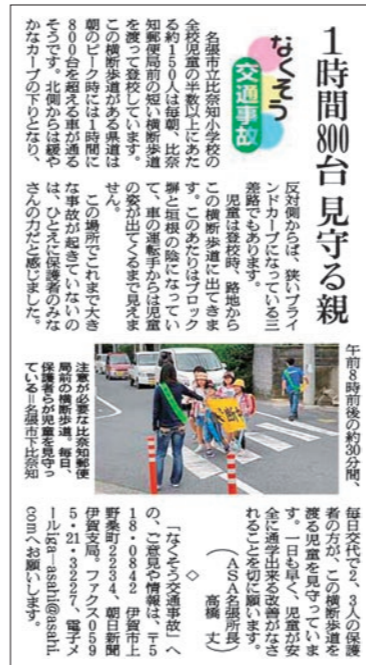 1時間800台 見守る親
なくそう
交通事故
名張市立比奈知小学校の
全校児童の半数以上にあた
る約150人は毎朝、比奈
知郵便局前の短い横断歩道
を渡って登校しています。
この横断歩道がある県道は
朝のピーク時には1時間に
800台を超える車が通る
そうです。北側からは緩や
かなカーブの下りとなり、
反対側からは、狭いブライ
ンドカーブになっている三
差路でもあります。
児童は登校時、路地から
この横断歩道に出てきま
す。このあたりはブロック
塀と垣根の陰になってい
て、車の運転手からは児童
の姿が出てくるまで見えま
せん。
この場所でこれまで大き
な事故が起きていないの
は、ひとえに保護者のみな
さんの力だと感じました。
午前8時前後の約30分間、
注意が必要な比奈知郵便
局前の横断歩道。毎日、
保護者らが児童を見守っ
ている=名張市下比奈知
毎日交代で2、3人の保護
者の方が、この横断歩道を
渡る児童を見守っていま
す。一日も早く、児童が安
全に通学出来る改善がなさ
れることを切に願います。
(ASA名張所長
高橋 丈)
◇
「なくそう交通事故」へ
の、ご意見や情報は、〒5
18・0842 伊賀市上
野桑町2234、朝日新聞
伊賀支局。ファクス059
5・21・3227、電子メ
ールiga-asahi@asahi.
comへお願いします。